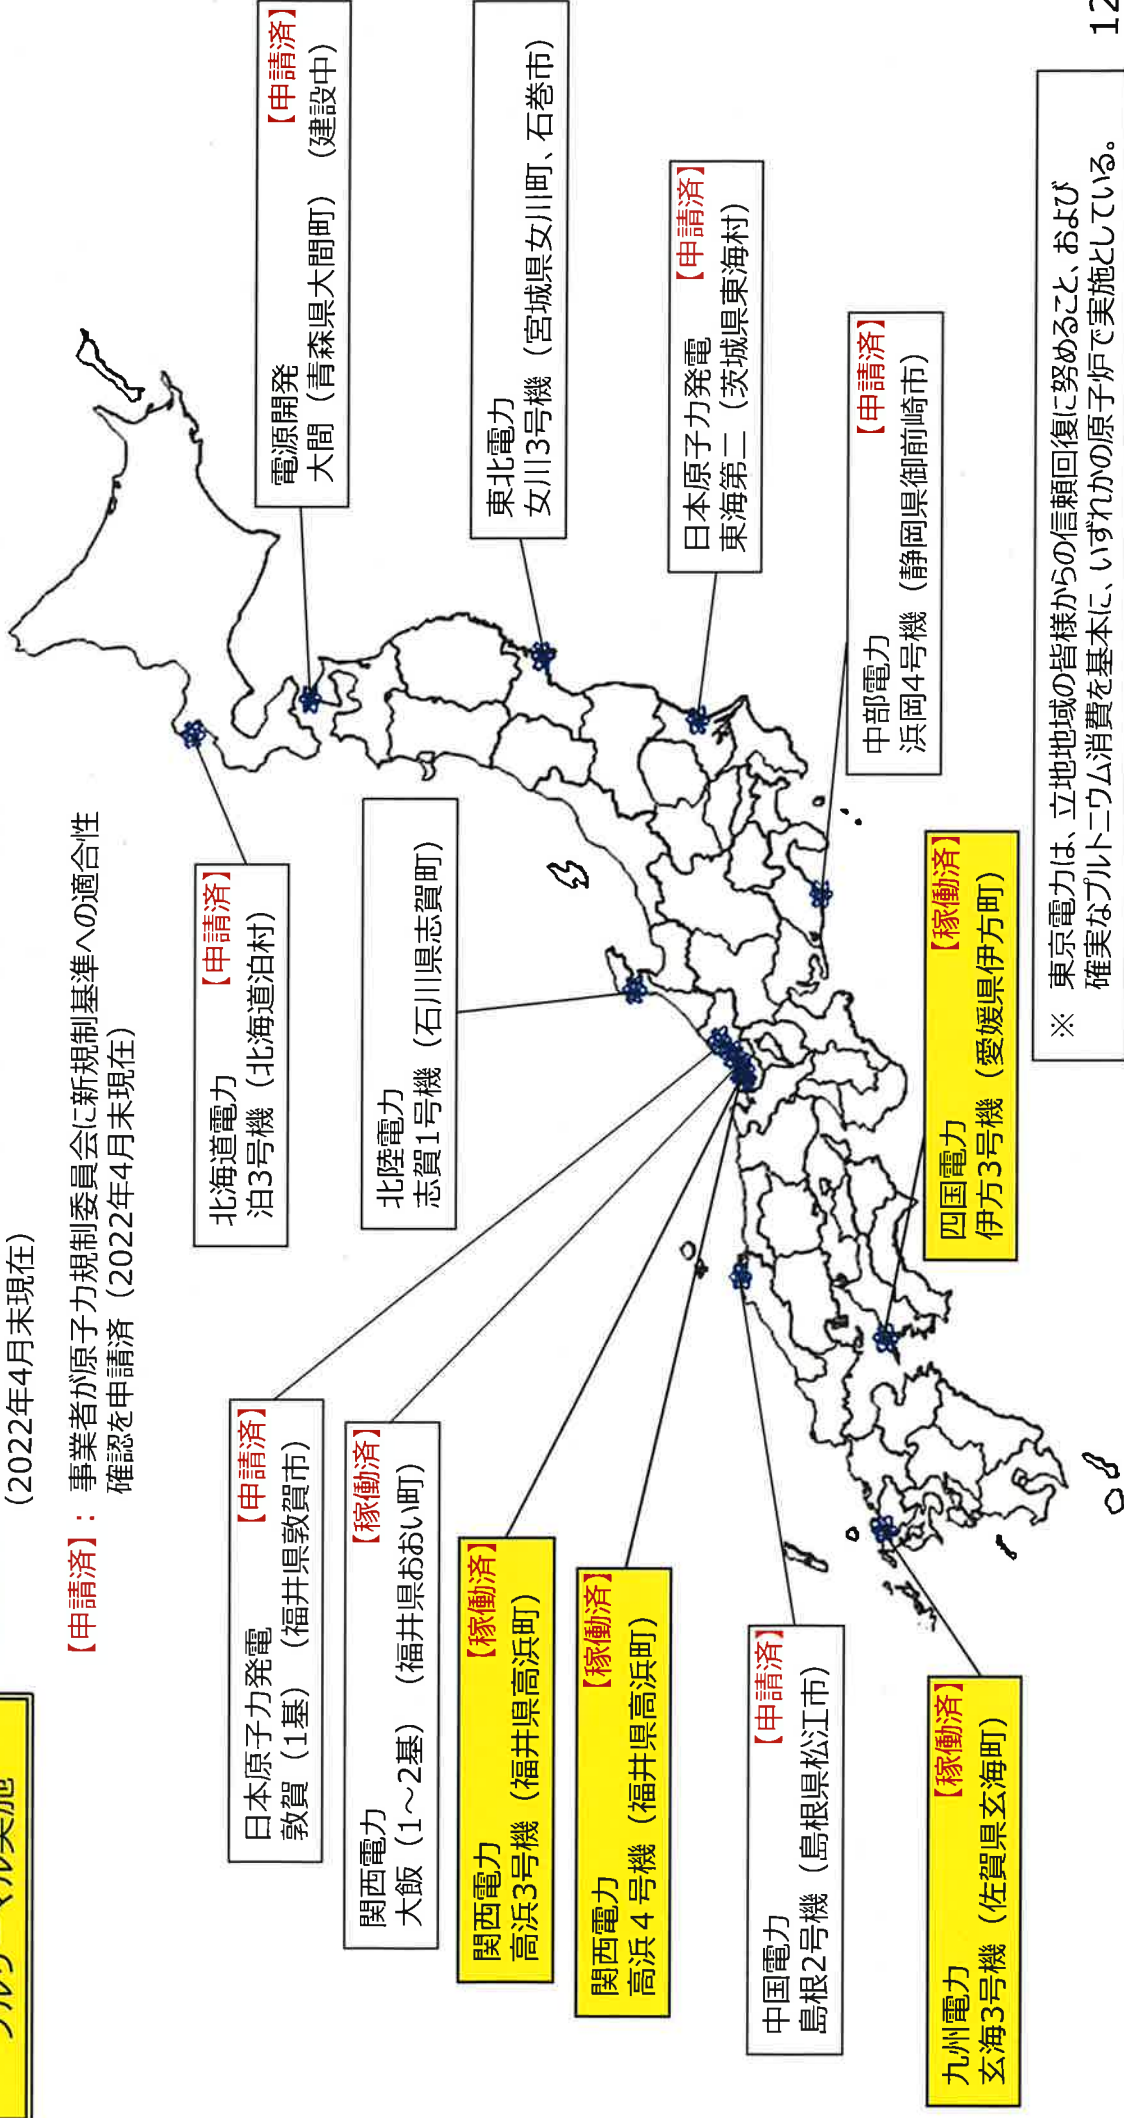 プルサーマル実施
（2022年4月末現在）
【申請済】： 事業者が原子力規制委員会に新規制基準への適合性
確認を申請済（2022年4月末現在）
北海道電力 【申請済】
泊3号機（北海道泊村）
北陸電力
志賀1号機（石川県志賀町）
日本原子力発電 【申請済】
敦賀（1基）（福井県敦賀市）
関西電力 【稼働済】
大飯（1～2基）（福井県おおい町）
関西電力 【稼働済】
高浜3号機（福井県高浜町）
関西電力 【稼働済】
高浜４号機（福井県高浜町）
中国電力 【申請済】
島根2号機（島根県松江市）
九州電力 【稼働済】
玄海3号機（佐賀県玄海町）
電源開発 【申請済】
大間（青森県大間町）（建設中）
東北電力
女川3号機（宮城県女川町、石巻市）
日本原子力発電 【申請済】
東海第二（茨城県東海村）
中部電力 【申請済】
浜岡4号機（静岡県御前崎市）
四国電力 【稼働済】
伊方3号機（愛媛県伊方町）
※ 東京電力は、立地地域の皆様からの信頼回復に努めること、および
確実なプルトニウム消費を基本に、いずれかの原子炉で実施としている。
12